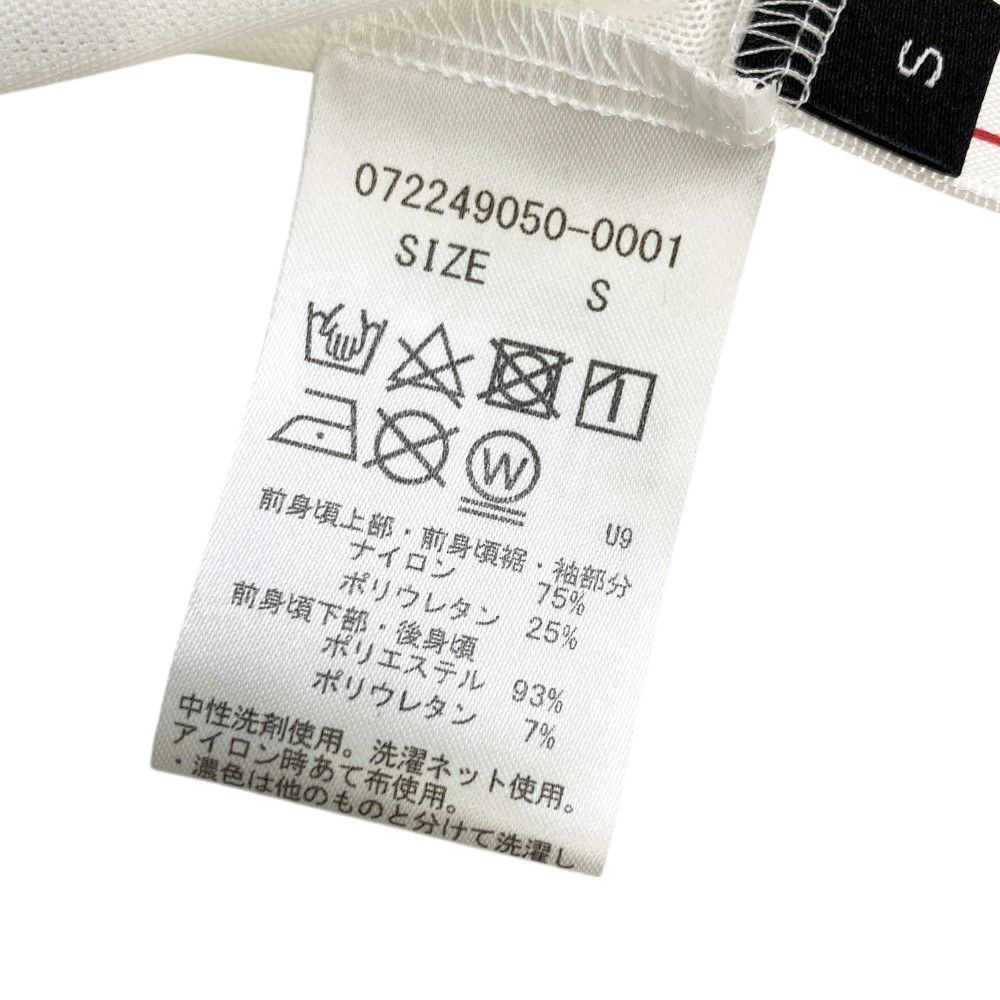 S
072249050-0001
SIZE S
W
U9
前身頃上部・前身頃裾・袖部分
ナイロン 75%
ポリウレタン 25%
前身頃下部・後身頃
ポリエステル 93%
ポリウレタン 7%
中性洗剤使用。洗濯ネット使用。
アイロン時あて布使用。
・濃色は他のものと分けて洗濯し